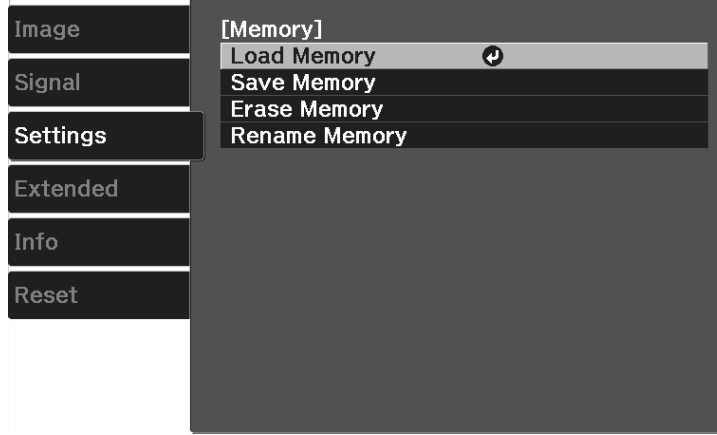 Image
Signal
Settings
Extended
Info
Reset
[Memory]
Load Memory
Save Memory
Erase Memory
Rename Memory